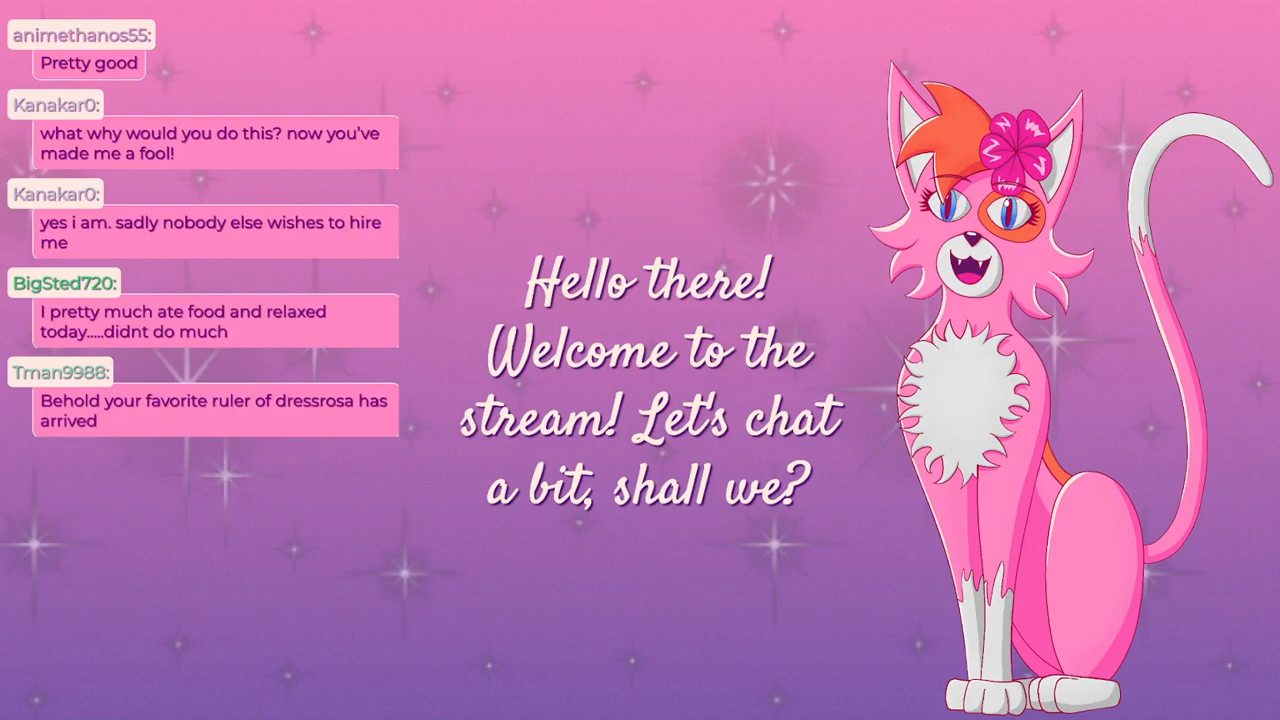 animethanos55:
Pretty good
Kanakar0:
what why would you do this? now you've
made me a fool!
Kanakar0:
yes i am. sadly nobody else wishes to hire
me
BigSted720:
I pretty much ate food and relaxed
today.....didnt do much
Tman9988:
Behold your favorite ruler of dressrosa has
arrived
Hello there!
Welcome to the
stream! Let's chat
a bit, shall we?